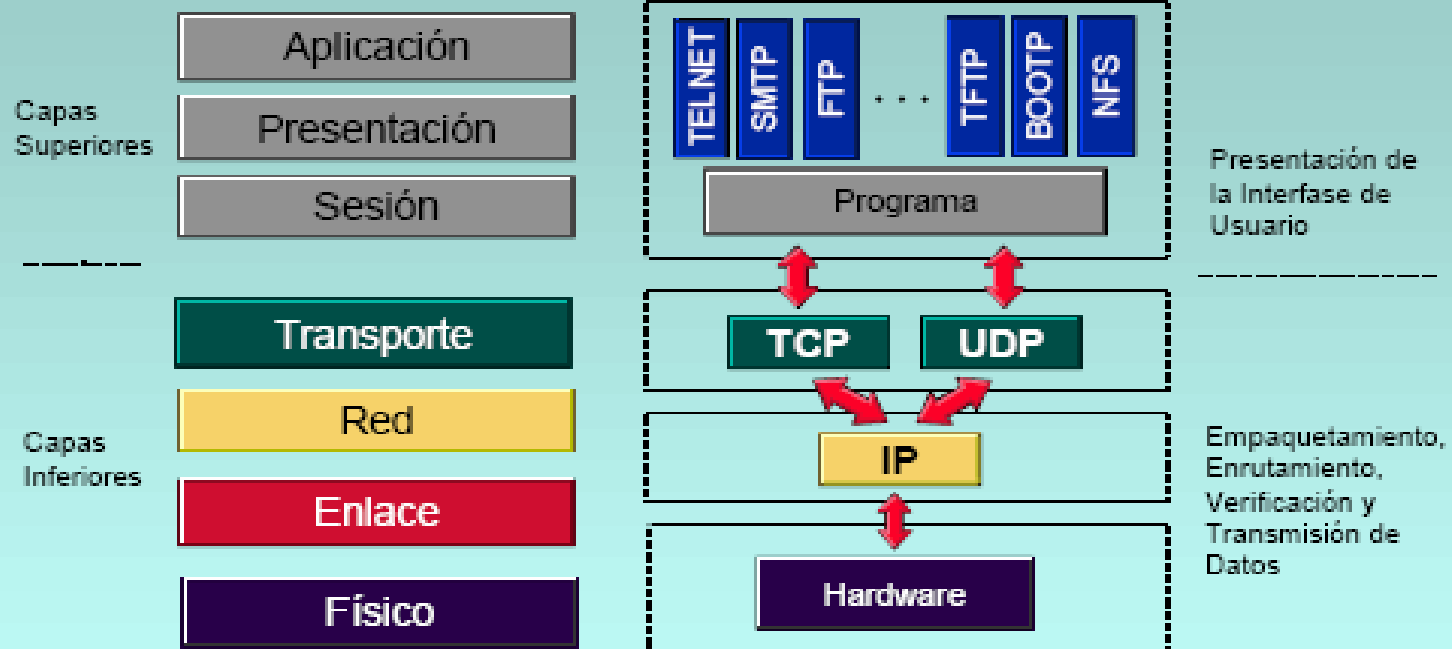 Capas
Superiores
Aplicación
Presentación
Sesión
TELNET
SMTP
FTP
...
TFTP
BOOTP
NFS
Programa
Presentación de
la Interfase de
Usuario
Capas
Inferiores
Transporte
Red
Enlace
Físico
TCP
UDP
IP
Hardware
Empaquetamiento,
Enrutamiento,
Verificación y
Transmisión de
Datos